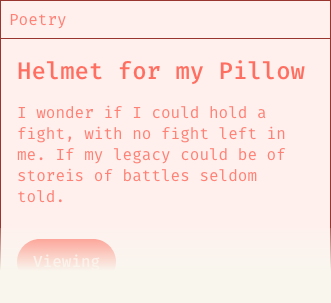 Poetry
Helmet for my Pillow
I wonder if I could hold a
fight, with no fight left in
me. If my legacy could be of
storeis of battles seldom
told.
Viewing